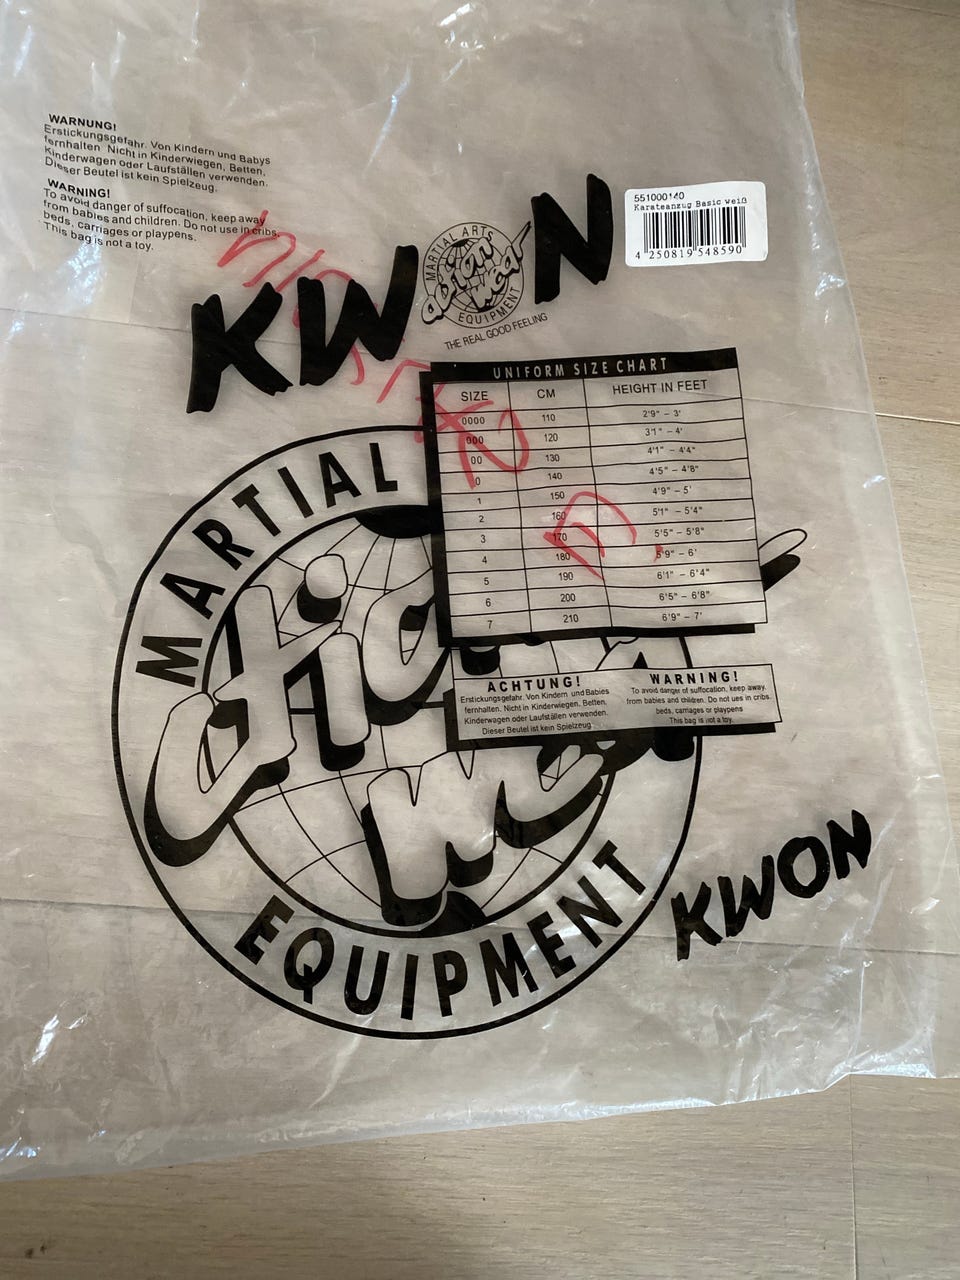 WARNUNG!
Erstickungsgefahr. Von Kindern und Babys
fernhalten. Nicht in Kinderwiegen, Betten,
Kinderwagen oder Laufställen verwenden.
Dieser Beutel ist kein Spielzeug.
WARNING!
To avoid danger of suffocation, keep away
from babies and children. Do not use in cribs,
beds, carriages or playpens.
This bag is not a toy.
551000140
Karateanzug Basic weiß
4 250819 548590
KWON
MARTIAL ARTS
action wear
EQUIPMENT
THE REAL GOOD FEELING
UNIFORM SIZE CHART
SIZE CM HEIGHT IN FEET
0000 110 2'9" – 3'
000 120 3'1" – 4'
00 130 4'1" – 4'4"
0 140 4'5" – 4'8"
1 150 4'9" – 5'
2 160 5'1" – 5'4"
3 170 5'5" – 5'8"
4 180 5'9" – 6'
5 190 6'1" – 6'4"
6 200 6'5" – 6'8"
7 210 6'9" – 7'
ACHTUNG!
Erstickungsgefahr. Von Kindern und Babies
fernhalten. Nicht in Kinderwiegen, Betten,
Kinderwagen oder Laufställen verwenden.
Dieser Beutel ist kein Spielzeug.
WARNING!
To avoid danger of suffocation, keep away
from babies and children. Do not ues in cribs
beds, carriages or playpens
This bag is not a toy.
MARTIAL
wear
EQUIPMENT
KWON